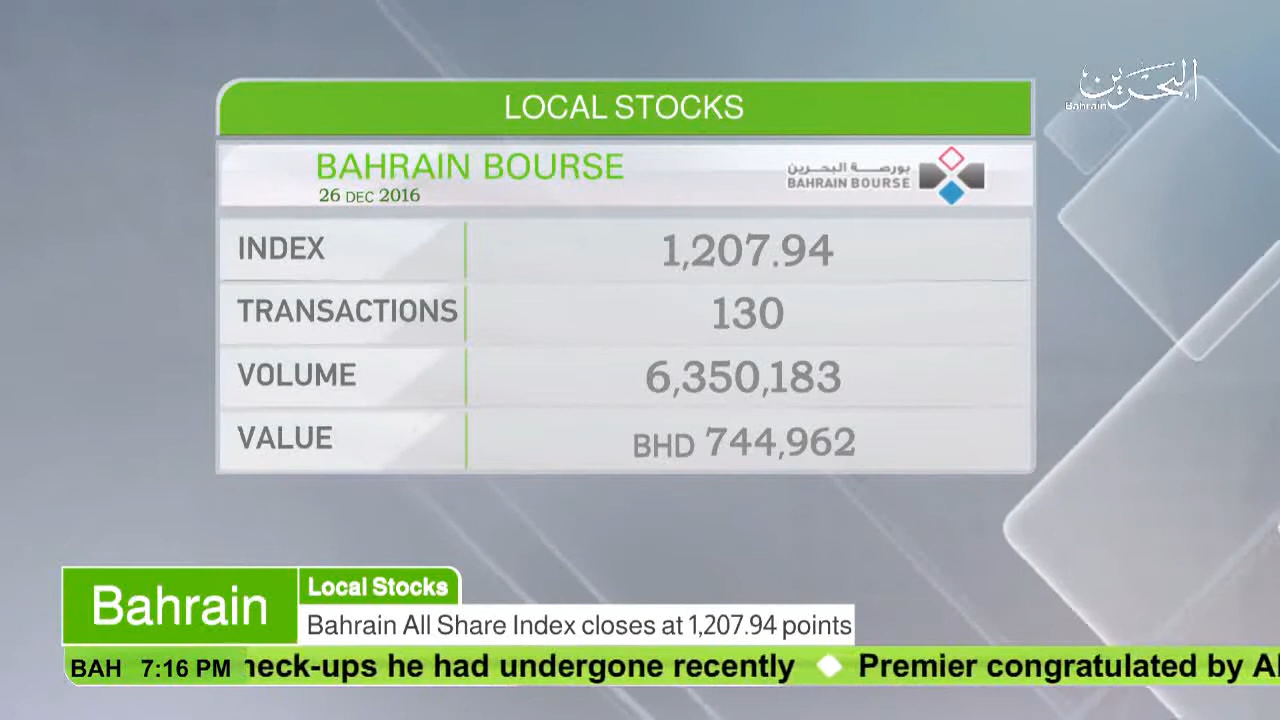 البحرين
Bahrain
LOCAL STOCKS
BAHRAIN BOURSE
26 DEC 2016
بورصة البحرين
BAHRAIN BOURSE
INDEX 1,207.94
TRANSACTIONS 130
VOLUME 6,350,183
VALUE BHD 744,962
Bahrain
Local Stocks
Bahrain All Share Index closes at 1,207.94 points
BAH 7:16 PM heck-ups he had undergone recently Premier congratulated by Al